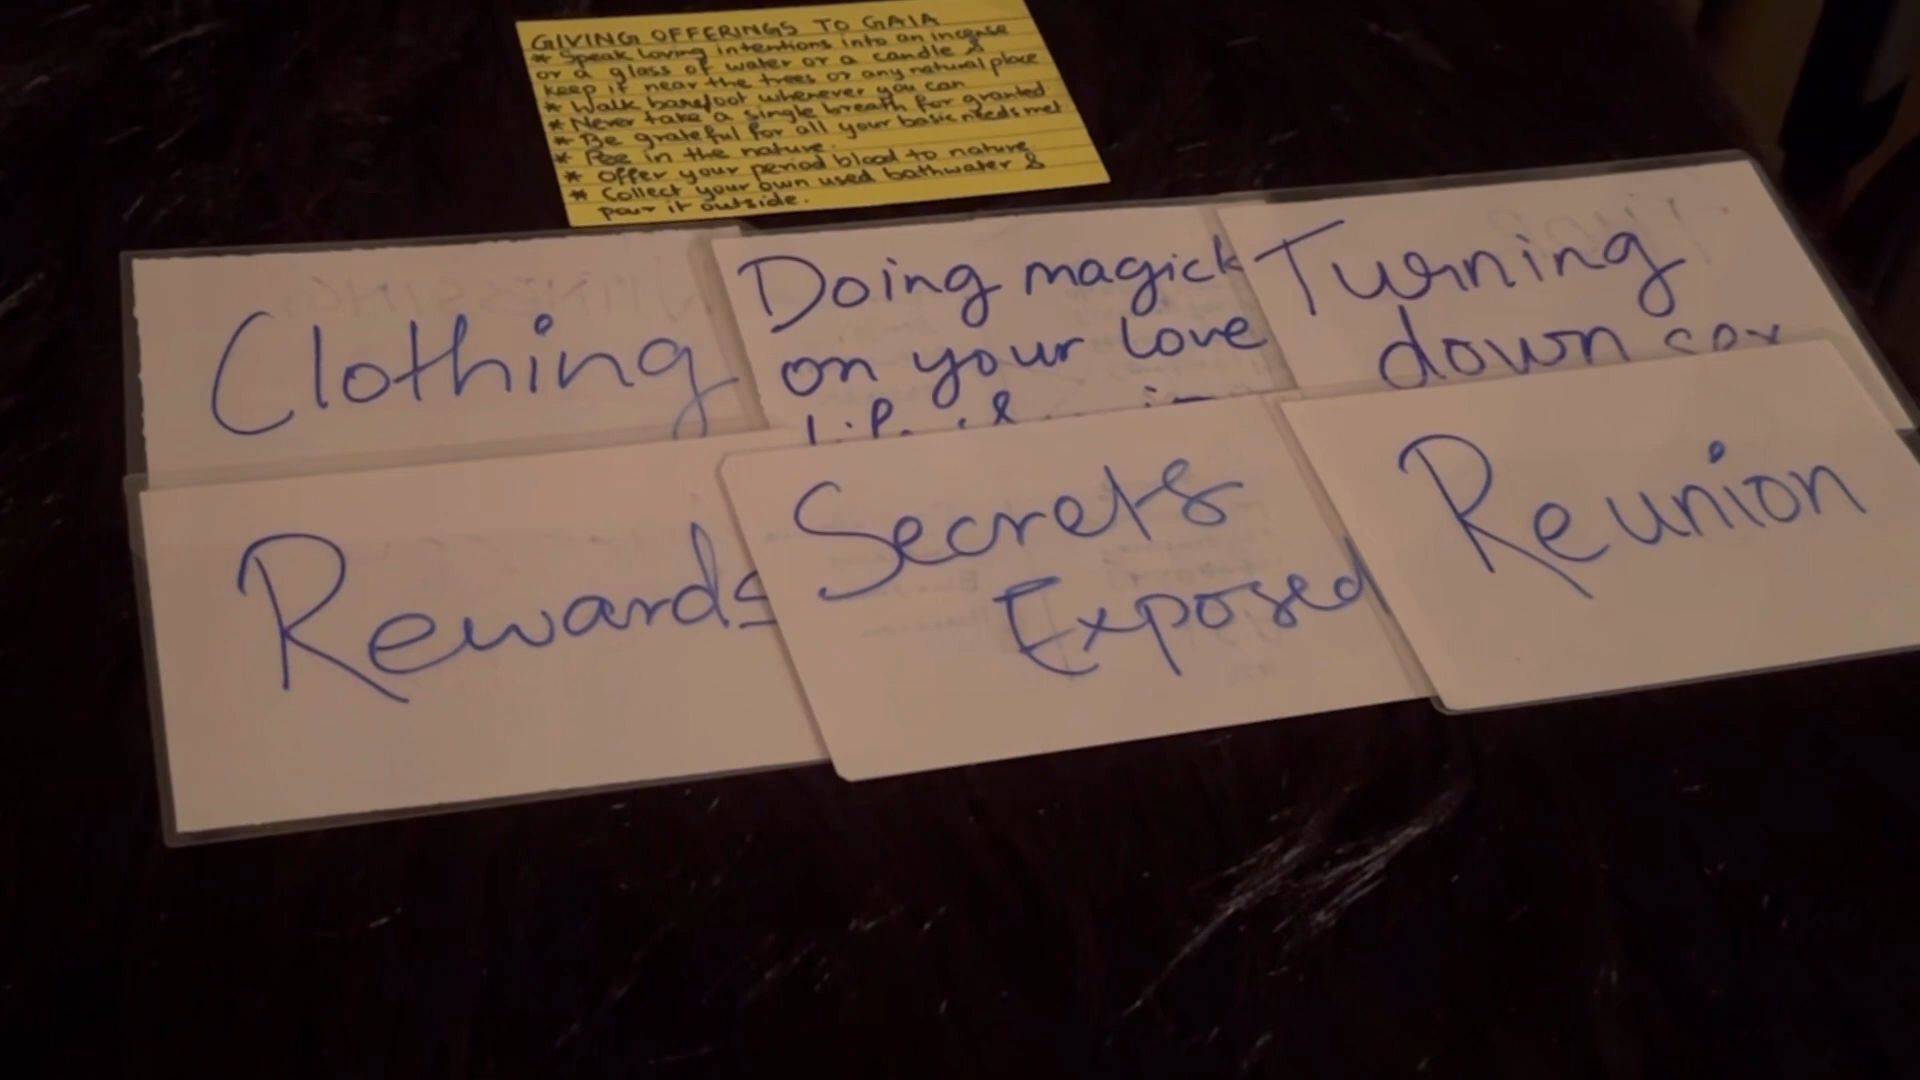 GIVING OFFERINGS TO GAIA
* Speak loving intentions into an incense
or a glass of water or a candle &
keep it near the trees or any natural place
* Walk barefoot whenever you can
* Never take a single breath for granted
* Be grateful for all your basic needs met
* Pee in the nature.
* Offer your period blood to nature
* Collect your own used bathwater &
pour it outside.
Clothing
Doing magick
on your love
Turning
down
Rewards
Secrets
Exposed
Reunion